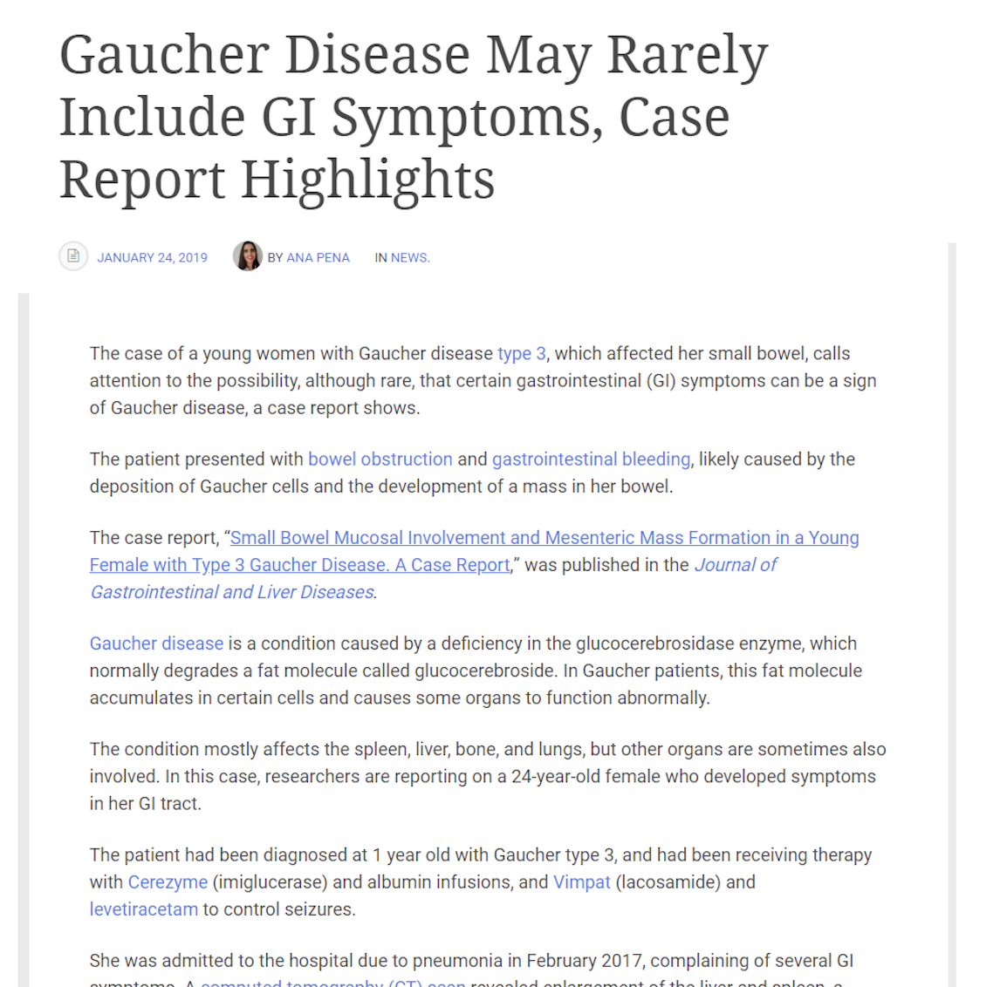 Gaucher Disease May Rarely
Include GI Symptoms, Case
Report Highlights
JANUARY 24, 2019 BY ANA PENA IN NEWS.
The case of a young women with Gaucher disease type 3, which affected her small bowel, calls
attention to the possibility, although rare, that certain gastrointestinal (GI) symptoms can be a sign
of Gaucher disease, a case report shows.
The patient presented with bowel obstruction and gastrointestinal bleeding, likely caused by the
deposition of Gaucher cells and the development of a mass in her bowel.
The case report, “Small Bowel Mucosal Involvement and Mesenteric Mass Formation in a Young
Female with Type 3 Gaucher Disease. A Case Report,” was published in the Journal of
Gastrointestinal and Liver Diseases.
Gaucher disease is a condition caused by a deficiency in the glucocerebrosidase enzyme, which
normally degrades a fat molecule called glucocerebroside. In Gaucher patients, this fat molecule
accumulates in certain cells and causes some organs to function abnormally.
The condition mostly affects the spleen, liver, bone, and lungs, but other organs are sometimes also
involved. In this case, researchers are reporting on a 24-year-old female who developed symptoms
in her GI tract.
The patient had been diagnosed at 1 year old with Gaucher type 3, and had been receiving therapy
with Cerezyme (imiglucerase) and albumin infusions, and Vimpat (lacosamide) and
levetiracetam to control seizures.
She was admitted to the hospital due to pneumonia in February 2017, complaining of several GI
symptoms. A computed tomography (CT) scan revealed enlargement of the liver and spleen, a